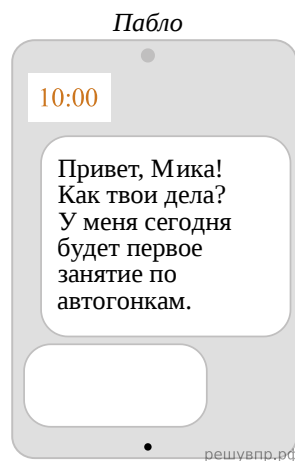 Пабло
10:00
Привет, Мика!
Как твои дела?
У меня сегодня
будет первое
занятие по
автогонкам.
решувпр.рф